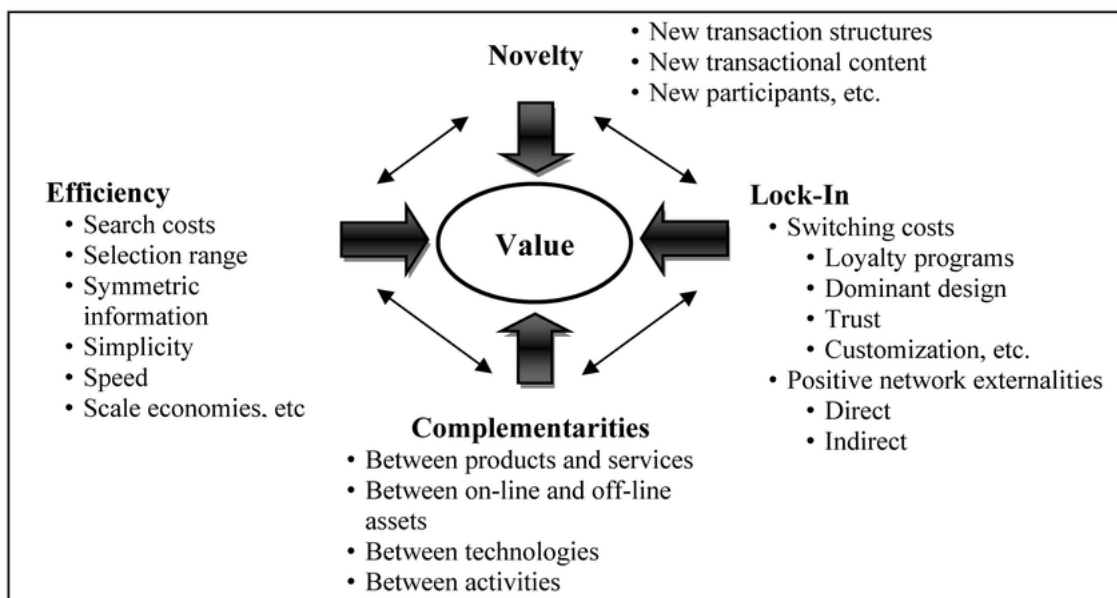 Novelty
• New transaction structures
• New transactional content
• New participants, etc.
Efficiency
• Search costs
• Selection range
• Symmetric
information
• Simplicity
• Speed
• Scale economies, etc
Value
Lock-In
• Switching costs
• Loyalty programs
• Dominant design
• Trust
• Customization, etc.
• Positive network externalities
• Direct
• Indirect
Complementarities
• Between products and services
• Between on-line and off-line
assets
• Between technologies
• Between activities